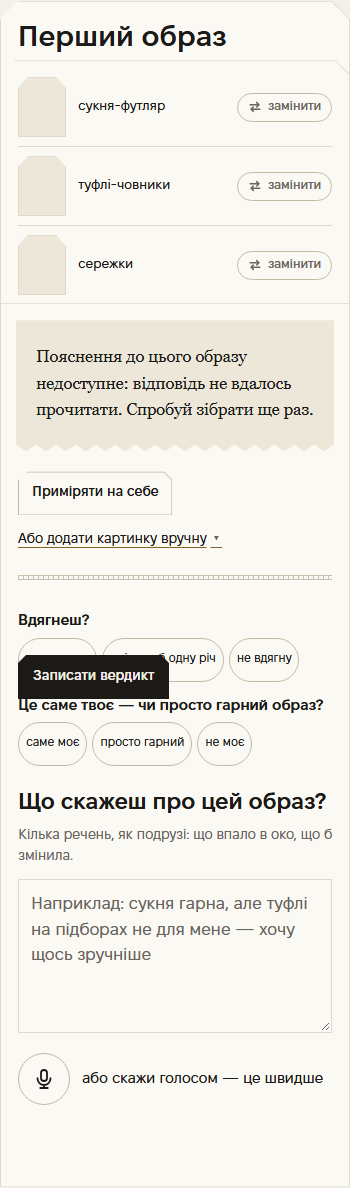 Перший образ
сукня-футляр
замінити
туфлі-човники
замінити
сережки
замінити
Пояснення до цього образу
недоступне: відповідь не вдалось
прочитати. Спробуй зібрати ще раз.
Приміряти на себе
Або додати картинку вручну
Вдягнеш?
одну річ
не вдягну
Записати вердикт
Це саме твоє — чи просто гарний образ?
саме моє
просто гарний
не моє
Що скажеш про цей образ?
Кілька речень, як подрузі: що впало в око, що б
змінила.
Наприклад: сукня гарна, але туфлі
на підборах не для мене — хочу
щось зручніше
або скажи голосом — це швидше